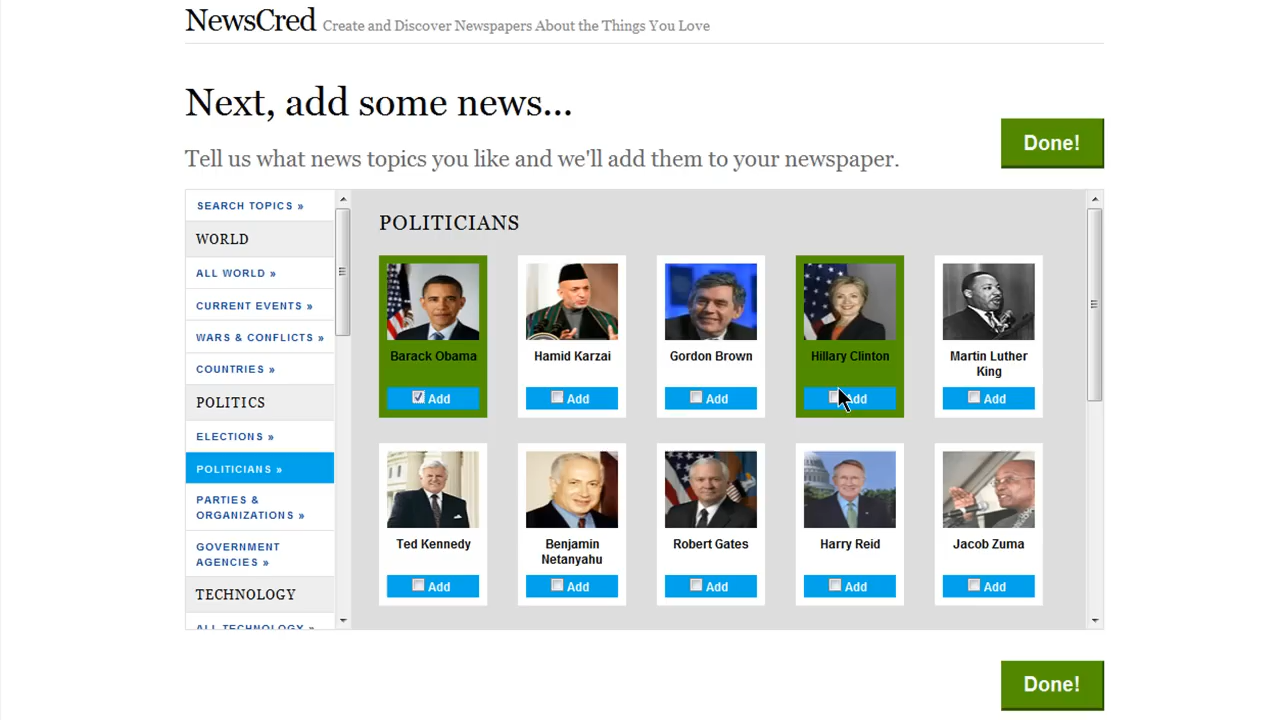 NewsCred Create and Discover Newspapers About the Things You Love
Next, add some news...
Done!
Tell us what news topics you like and we'll add them to your newspaper.
SEARCH TOPICS »
WORLD
ALL WORLD »
CURRENT EVENTS »
WARS & CONFLICTS »
COUNTRIES »
POLITICS
ELECTIONS »
POLITICIANS »
PARTIES &
ORGANIZATIONS »
GOVERNMENT
AGENCIES »
TECHNOLOGY
ALL TECHNOLOGY »
POLITICIANS
Barack Obama
Add
Hamid Karzai
Add
Gordon Brown
Add
Hillary Clinton
Add
Martin Luther
King
Add
Ted Kennedy
Add
Benjamin
Netanyahu
Add
Robert Gates
Add
Harry Reid
Add
Jacob Zuma
Add
Done!